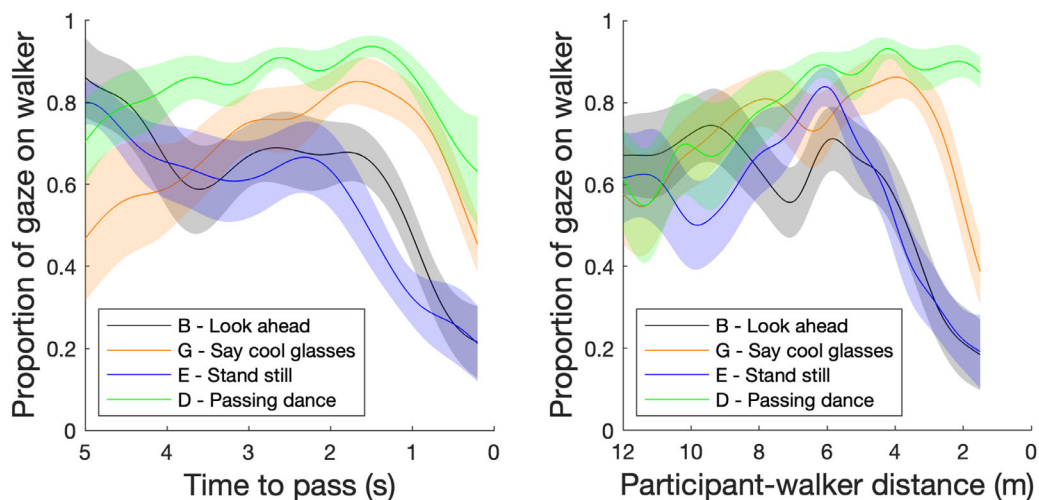 Proportion of gaze on walker
1
0.8
0.6
0.4
0.2
0
B - Look ahead
G - Say cool glasses
E - Stand still
D - Passing dance
5
4
3
2
1
0
Time to pass (s)
Proportion of gaze on walker
1
0.8
0.6
0.4
0.2
0
B - Look ahead
G - Say cool glasses
E - Stand still
D - Passing dance
12
10
8
6
4
2
0
Participant-walker distance (m)